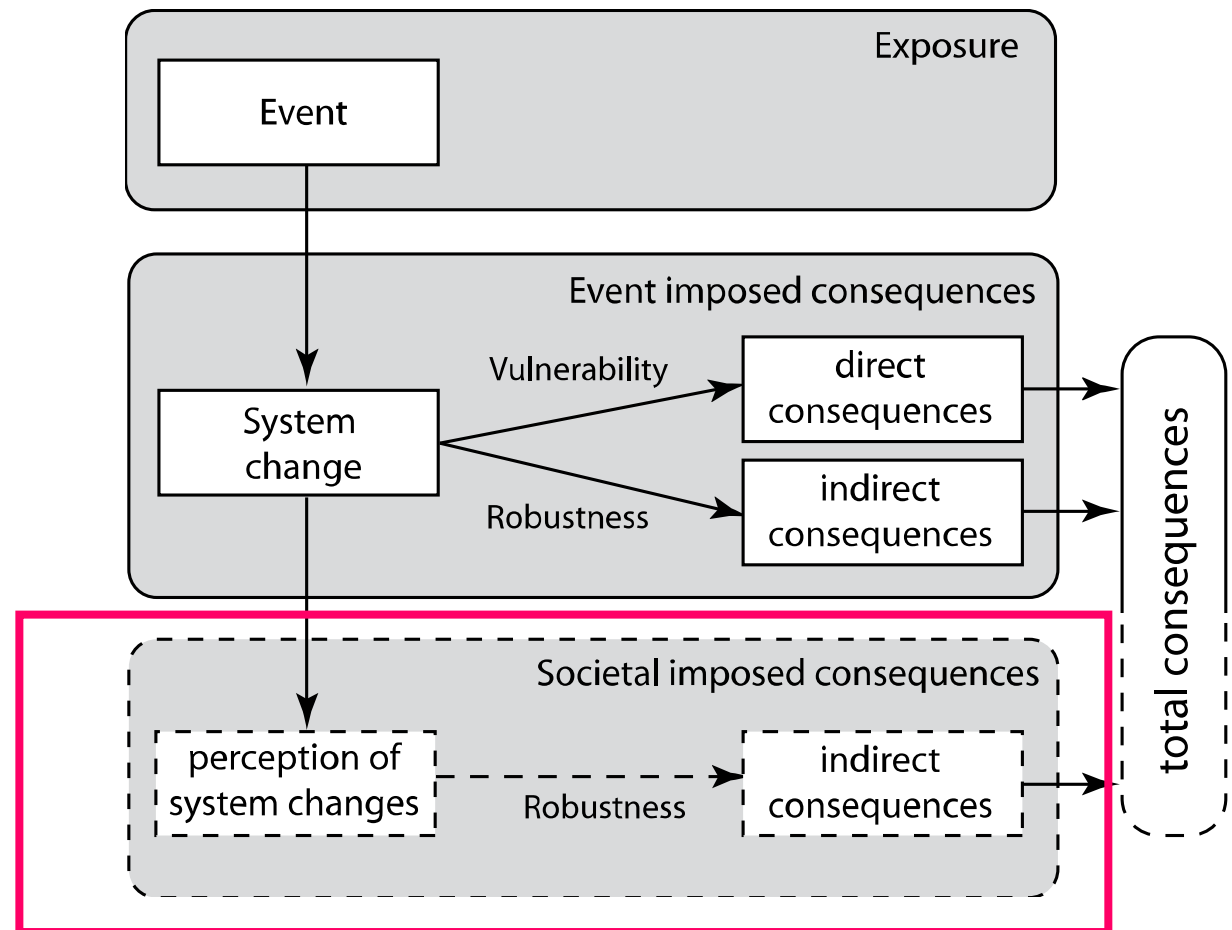 Exposure
Event
Event imposed consequences
Vulnerability
direct
consequences
System
change
Robustness
indirect
consequences
total consequences
Societal imposed consequences
perception of
system changes
Robustness
indirect
consequences